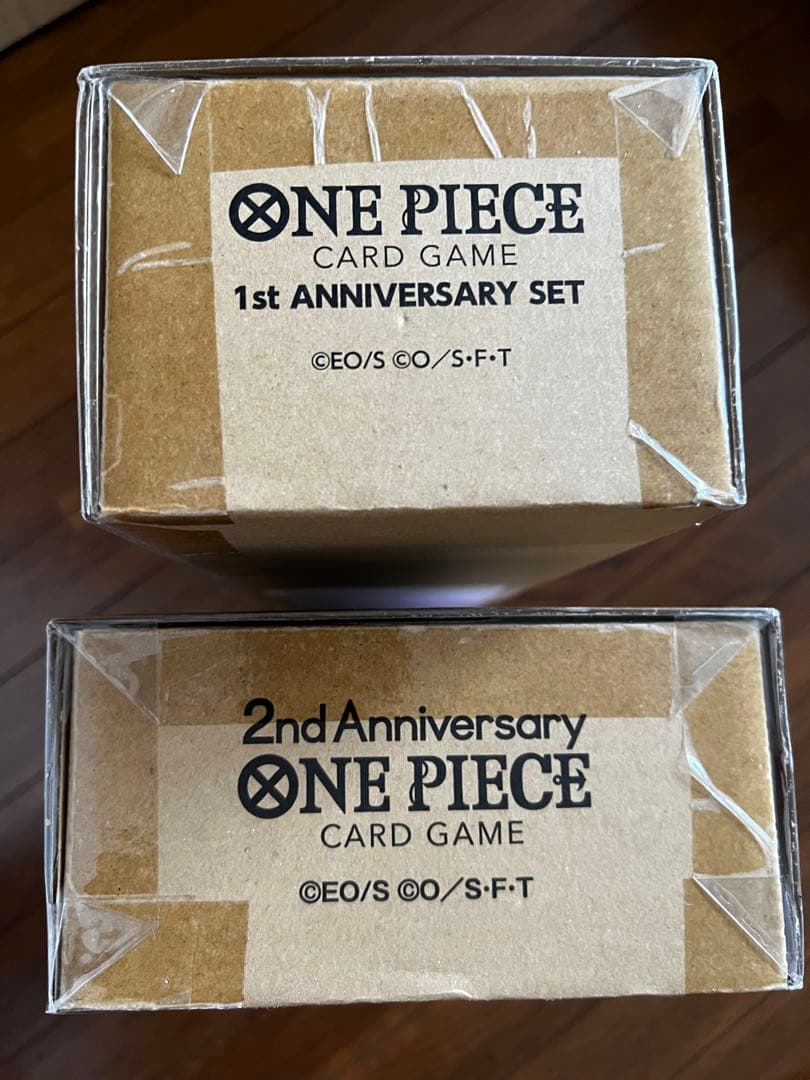 ONE PIECE
CARD GAME
1st ANNIVERSARY SET
©EO/S ©O／S・F・T
2nd Anniversary
ONE PIECE
CARD GAME
©EO/S ©O／S・F・T